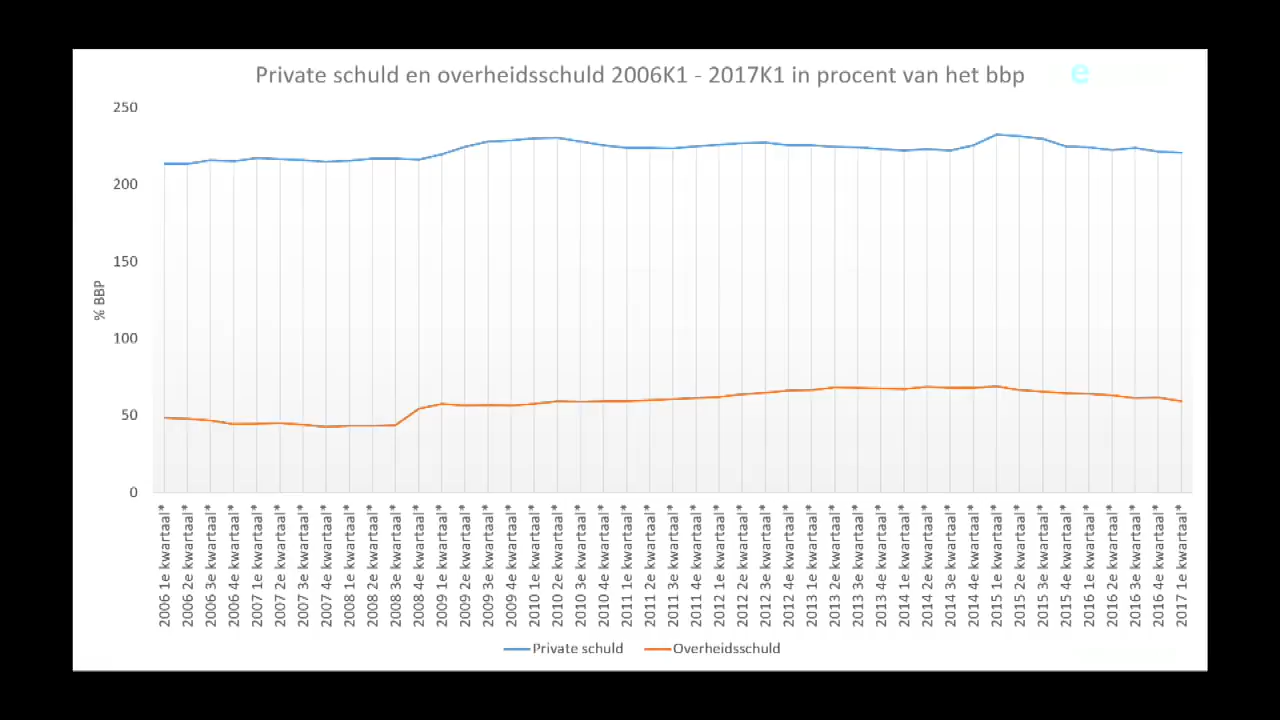 Private schuld en overheidsschuld 2006K1 - 2017K1 in procent van het bbp
e
250
200
150
100
50
0
% BBP
2006 1e kwartaal*
2006 2e kwartaal*
2006 3e kwartaal*
2006 4e kwartaal*
2007 1e kwartaal*
2007 2e kwartaal*
2007 3e kwartaal*
2007 4e kwartaal*
2008 1e kwartaal*
2008 2e kwartaal*
2008 3e kwartaal*
2008 4e kwartaal*
2009 1e kwartaal*
2009 2e kwartaal*
2009 3e kwartaal*
2009 4e kwartaal*
2010 1e kwartaal*
2010 2e kwartaal*
2010 3e kwartaal*
2010 4e kwartaal*
2011 1e kwartaal*
2011 2e kwartaal*
2011 3e kwartaal*
2011 4e kwartaal*
2012 1e kwartaal*
2012 2e kwartaal*
2012 3e kwartaal*
2012 4e kwartaal*
2013 1e kwartaal*
2013 2e kwartaal*
2013 3e kwartaal*
2013 4e kwartaal*
2014 1e kwartaal*
2014 2e kwartaal*
2014 3e kwartaal*
2014 4e kwartaal*
2015 1e kwartaal*
2015 2e kwartaal*
2015 3e kwartaal*
2015 4e kwartaal*
2016 1e kwartaal*
2016 2e kwartaal*
2016 3e kwartaal*
2016 4e kwartaal*
2017 1e kwartaal*
Private schuld
Overheidsschuld